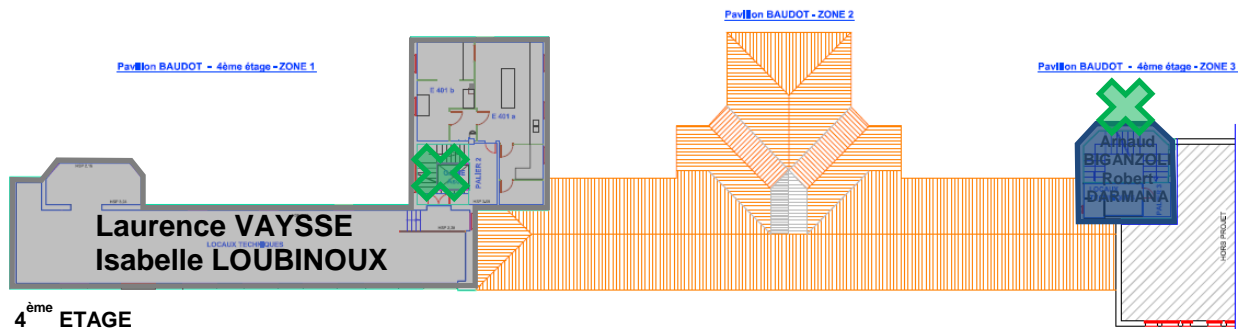 Pavillon BAUDOT - ZONE 2
Pavillon BAUDOT - 4ème étage - ZONE 1
Pavillon BAUDOT - 4ème étage - ZONE 3
E 401 b
E 401 a
PALIER 2
Arnaud
BIGANZOLI
Robert
DARMANA
LOCAUX
HORS PROJET
Laurence VAYSSE
LOCAUX TECHNIQUES
Isabelle LOUBINOUX
4ème ETAGE